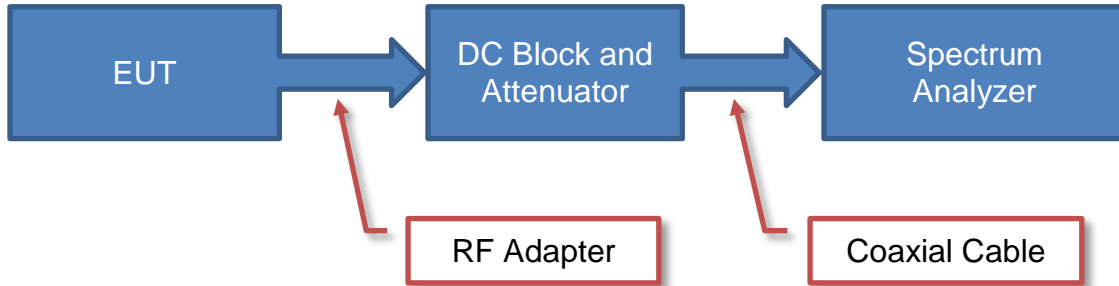 EUT
DC Block and
Attenuator
Spectrum
Analyzer
RF Adapter
Coaxial Cable